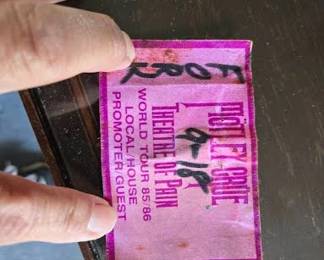 MÖTLEY CRÜE
THEATRE OF PAIN
9-18
WORLD TOUR 85/86
LOCAL/HOUSE
PROMOTER/GUEST